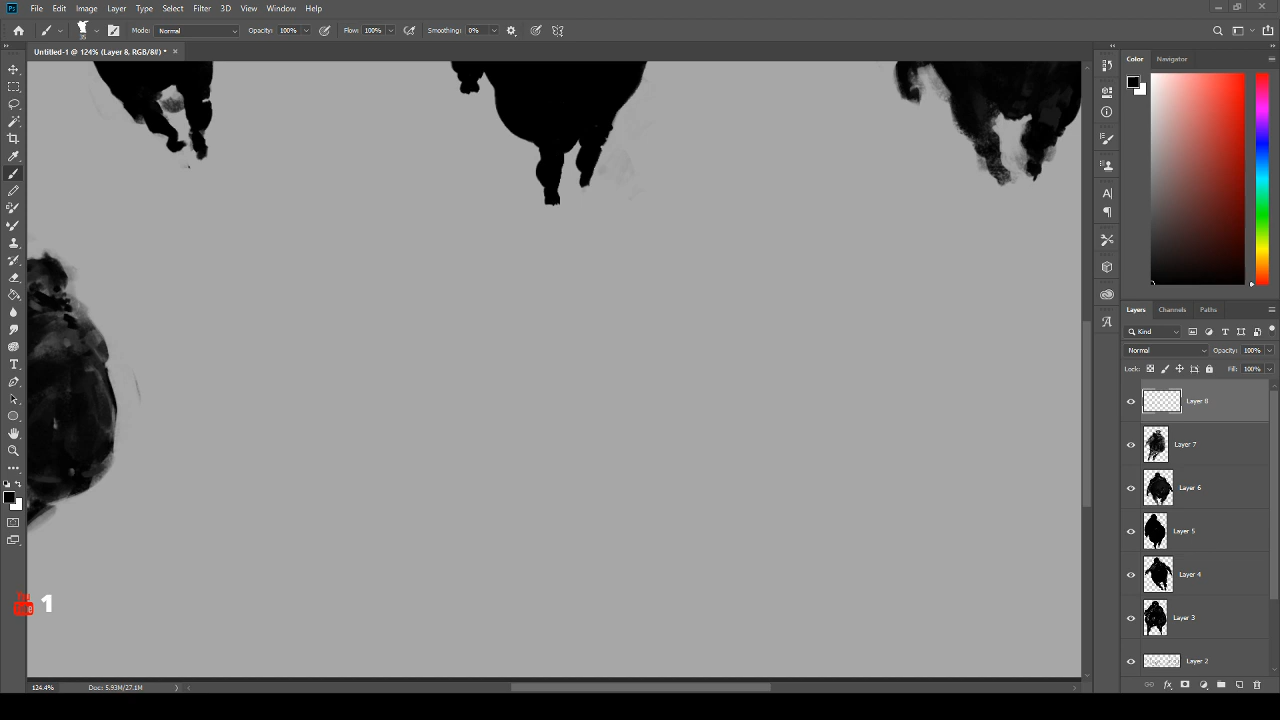 Ps File Edit Image Layer Type Select Filter 3D View Window Help
35 Mode: Normal Opacity: 100% Flow: 100% Smoothing: 0%
Untitled-1 @ 124% (Layer 8, RGB/8#) *
Color Navigator
Layers Channels Paths
Kind
Normal Opacity: 100%
Lock: Fill: 100%
Layer 8
Layer 7
Layer 6
Layer 5
Layer 4
Layer 3
Layer 2
You
1
124.4% Doc: 5.93M/27.1M